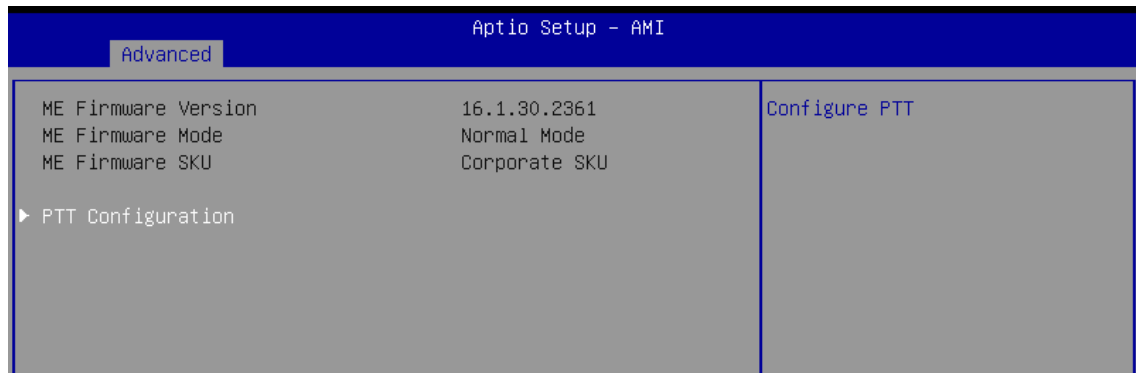 Aptio Setup – AMI
Advanced
ME Firmware Version 16.1.30.2361 Configure PTT
ME Firmware Mode Normal Mode
ME Firmware SKU Corporate SKU
PTT Configuration